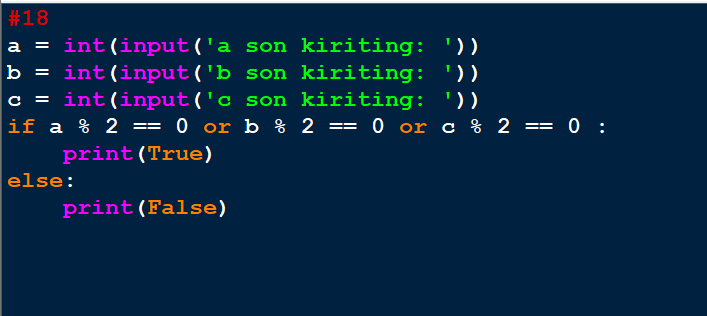 #18
a = int(input('a son kiriting: '))
b = int(input('b son kiriting: '))
c = int(input('c son kiriting: '))
if a % 2 == 0 or b % 2 == 0 or c % 2 == 0 :
    print(True)
else:
    print(False)